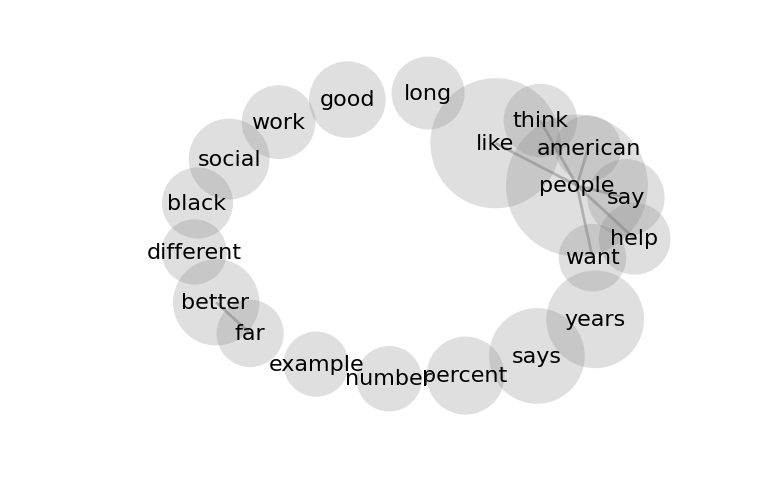 long
good
think
work
like
american
social
people
say
black
help
different
want
better
years
far
says
example
percent
number